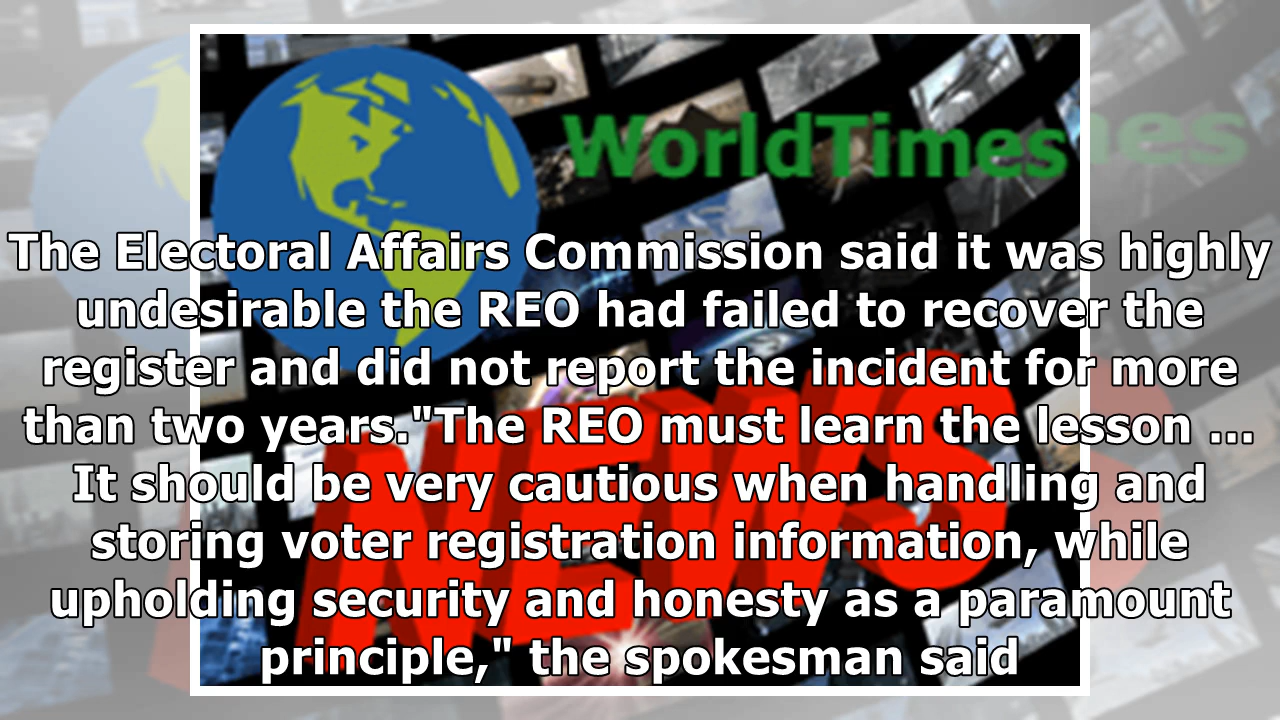 WorldTimes
The Electoral Affairs Commission said it was highly
undesirable the REO had failed to recover the
register and did not report the incident for more
than two years."The REO must learn the lesson ...
It should be very cautious when handling and
storing voter registration information, while
upholding security and honesty as a paramount
principle," the spokesman said
NEWS